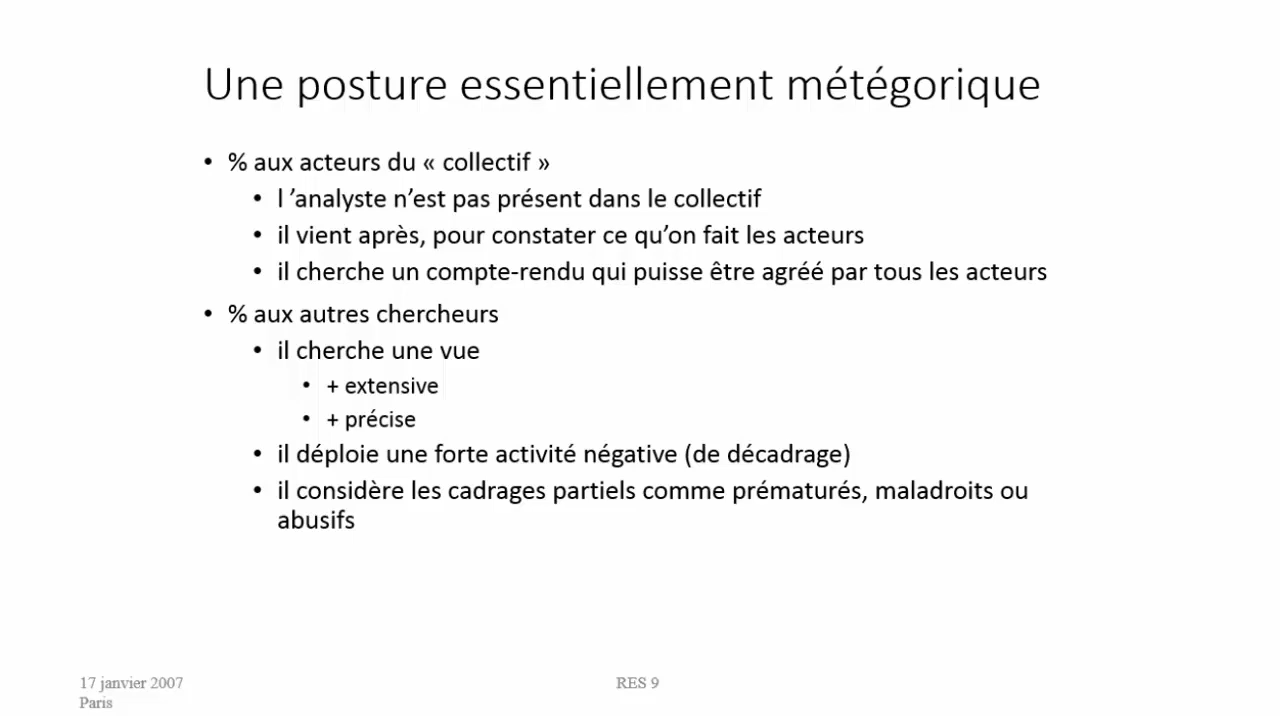 Une posture essentiellement métégorique
• % aux acteurs du « collectif »
• l ’analyste n’est pas présent dans le collectif
• il vient après, pour constater ce qu’on fait les acteurs
• il cherche un compte-rendu qui puisse être agréé par tous les acteurs
• % aux autres chercheurs
• il cherche une vue
• + extensive
• + précise
• il déploie une forte activité négative (de décadrage)
• il considère les cadrages partiels comme prématurés, maladroits ou
abusifs
17 janvier 2007
Paris
RES 9